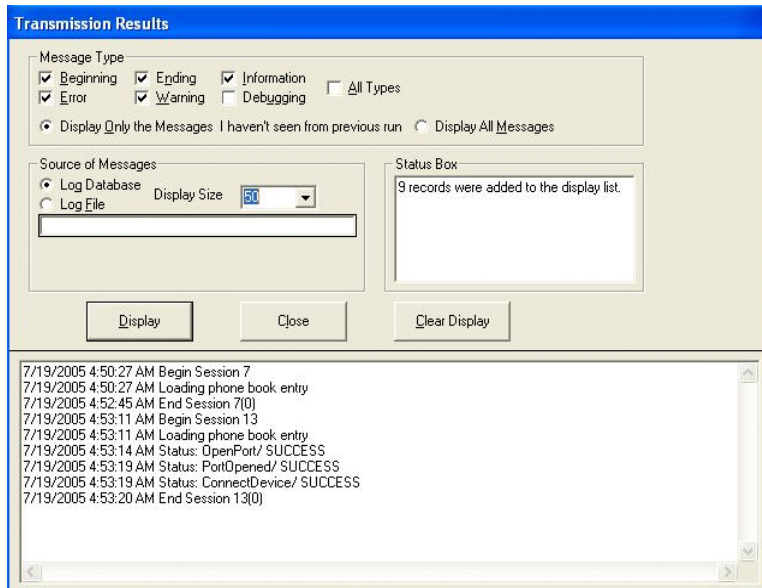 Transmission Results
Message Type
Beginning Ending Information All Types
Error Warning Debugging
Display Only the Messages I haven't seen from previous run Display All Messages
Source of Messages
Log Database
Log File
Display Size 50
Status Box
9 records were added to the display list.
Display Close Clear Display
7/19/2005 4:50:27 AM Begin Session 7
7/19/2005 4:50:27 AM Loading phone book entry
7/19/2005 4:52:45 AM End Session 7(0)
7/19/2005 4:53:11 AM Begin Session 13
7/19/2005 4:53:11 AM Loading phone book entry
7/19/2005 4:53:14 AM Status: OpenPort/ SUCCESS
7/19/2005 4:53:19 AM Status: PortOpened/ SUCCESS
7/19/2005 4:53:19 AM Status: ConnectDevice/ SUCCESS
7/19/2005 4:53:20 AM End Session 13(0)